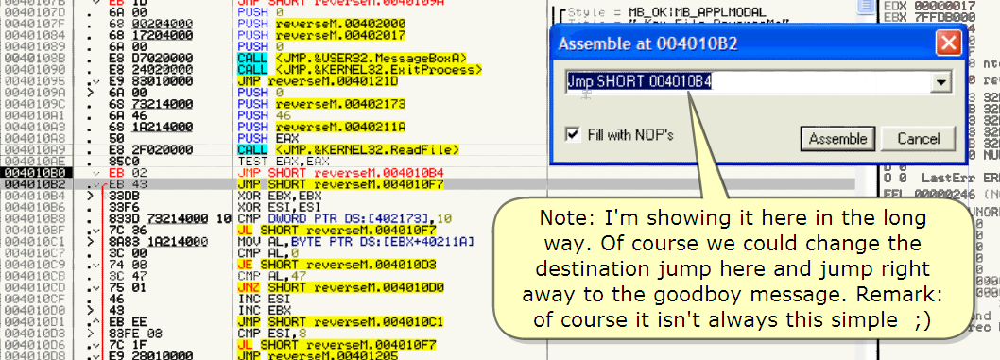 0040107B EB 1D JMP SHORT reverseM.0040109A
0040107F 6A 00 PUSH 0
0040107F 68 00204000 PUSH reverseM.00402000
00401084 68 17204000 PUSH reverseM.00402017
00401089 6A 00 PUSH 0
0040108B E8 D7020000 CALL <JMP.&USER32.MessageBoxA>
00401090 E8 24020000 CALL <JMP.&KERNEL32.ExitProcess>
00401095 E9 83010000 JMP reverseM.0040121D
0040109A 6A 00 PUSH 0
0040109C 68 73214000 PUSH reverseM.00402173
004010A1 6A 46 PUSH 46
004010A3 68 1A214000 PUSH reverseM.0040211A
004010A8 50 PUSH EAX
004010A9 E8 2F020000 CALL <JMP.&KERNEL32.ReadFile>
004010AE 85C0 TEST EAX,EAX
004010B0 EB 02 JMP SHORT reverseM.004010B4
004010B2 EB 43 JMP SHORT reverseM.004010F7
004010B4 33DB XOR EBX,EBX
004010B6 33F6 XOR ESI,ESI
004010B8 833D 73214000 10 CMP DWORD PTR DS:[402173],10
004010BF 7C 36 JL SHORT reverseM.004010F7
004010C1 8A83 1A214000 MOV AL,BYTE PTR DS:[EBX+40211A]
004010C7 3C 00 CMP AL,0
004010C9 74 08 JE SHORT reverseM.004010D3
004010CB 3C 47 CMP AL,47
004010CD 75 01 JNZ SHORT reverseM.004010D0
004010CF 46 INC ESI
004010D0 43 INC EBX
004010D1 EB EE JMP SHORT reverseM.004010C1
004010D3 83FE 08 CMP ESI,8
004010D6 7C 1F JL SHORT reverseM.004010F7
004010D8 E9 28010000 JMP reverseM.00401205
Style = MB_OK|MB_APPLMODAL
EDX 00000017
EBX 7FFDB000
Assemble at 004010B2
Jmp SHORT 004010B4
Fill with NOP's
Assemble
Cancel
O 0 LastErr
EFL 00000246
Note: I'm showing it here in the long
way. Of course we could change the
destination jump here and jump right
away to the goodboy message. Remark:
of course it isn't always this simple ;)